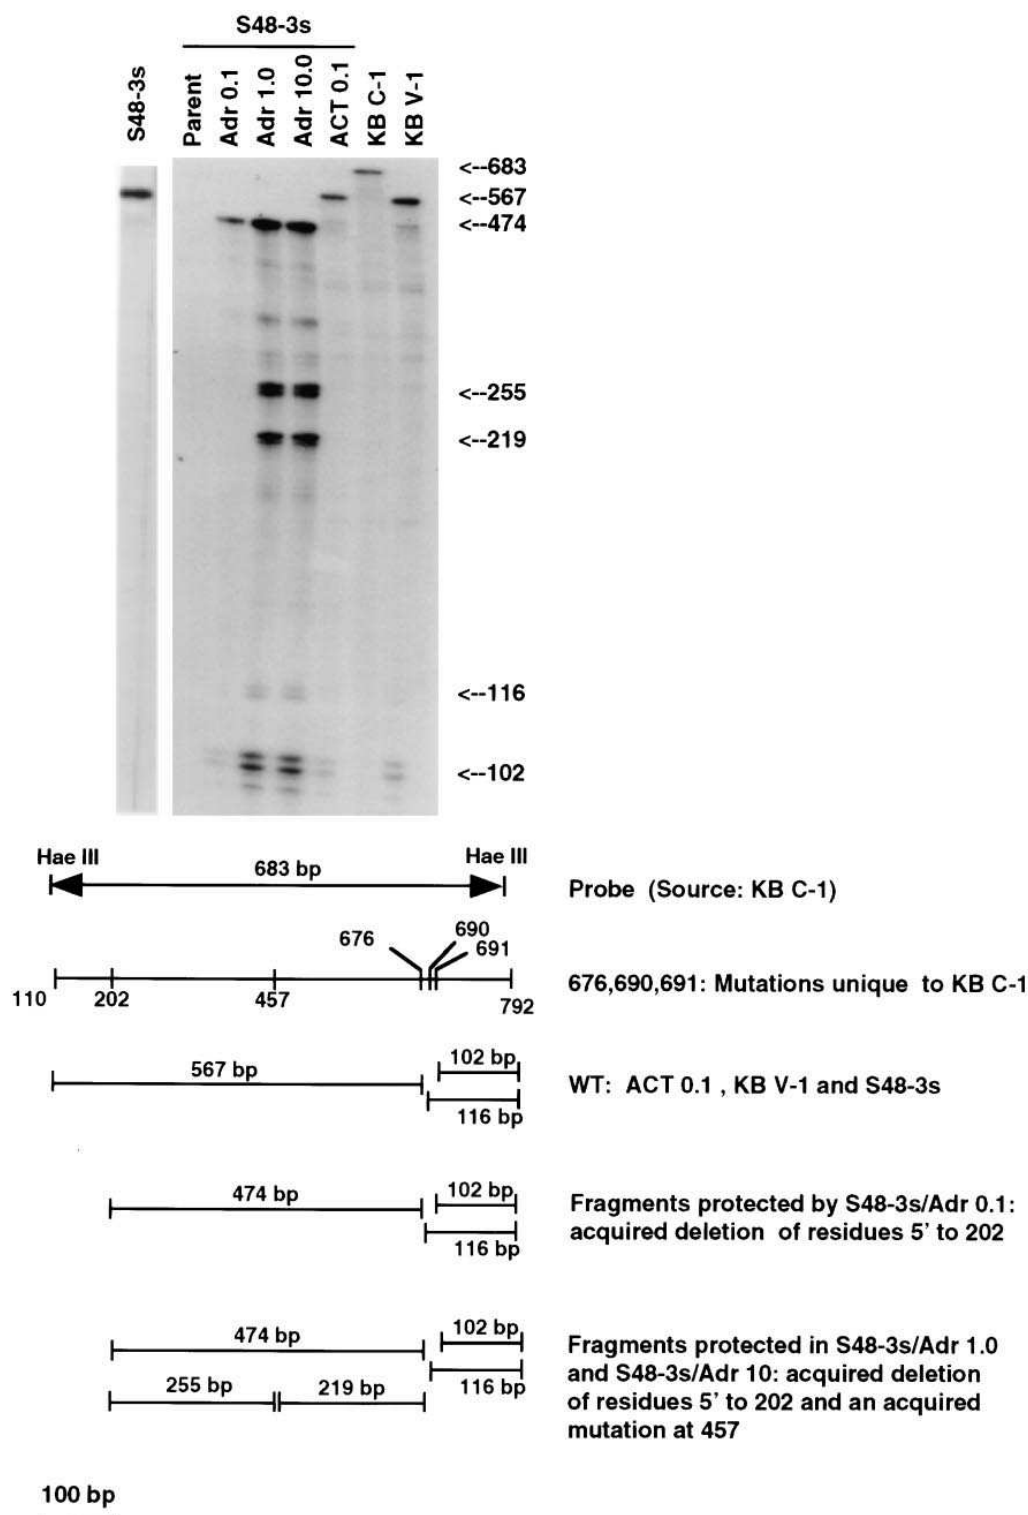 S48-3s
S48-3s
Parent
Adr 0.1
Adr 1.0
Adr 10.0
ACT 0.1
KB C-1
KB V-1
<--683
<--567
<--474
<--255
<--219
<--116
<--102
Hae III
683 bp
Hae III
Probe (Source: KB C-1)
676
690
691
110
202
457
792
676,690,691: Mutations unique to KB C-1
567 bp
102 bp
116 bp
WT: ACT 0.1 , KB V-1 and S48-3s
474 bp
102 bp
116 bp
Fragments protected by S48-3s/Adr 0.1:
acquired deletion of residues 5' to 202
474 bp
102 bp
116 bp
255 bp
219 bp
Fragments protected in S48-3s/Adr 1.0
and S48-3s/Adr 10: acquired deletion
of residues 5' to 202 and an acquired
mutation at 457
100 bp